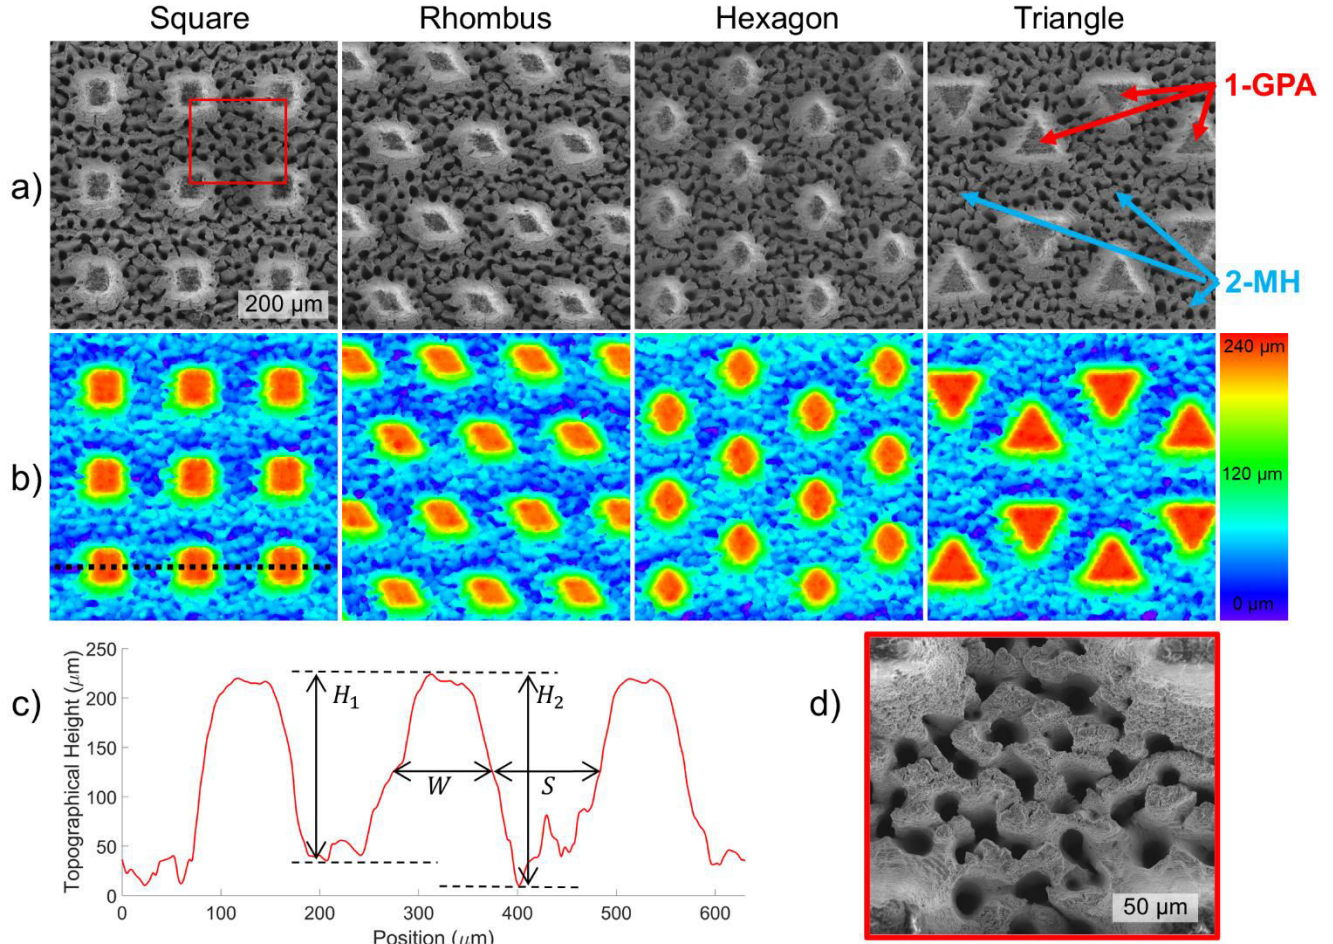 Square Rhombus Hexagon Triangle
a)
1-GPA
2-MH
200 μm
b)
240 μm
120 μm
0 μm
c)
Topographical Height (μm)
250
200
150
100
50
0
H₁
H₂
W
S
0 100 200 300 400 500 600
Position (μm)
d)
50 μm